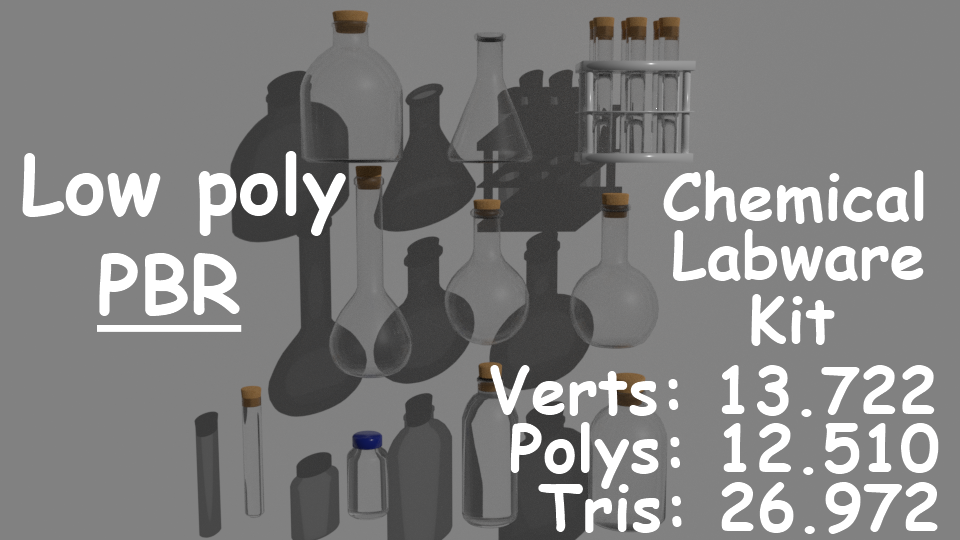 Low poly
PBR
Chemical
Labware
Kit
Verts: 13.722
Polys: 12.510
Tris: 26.972